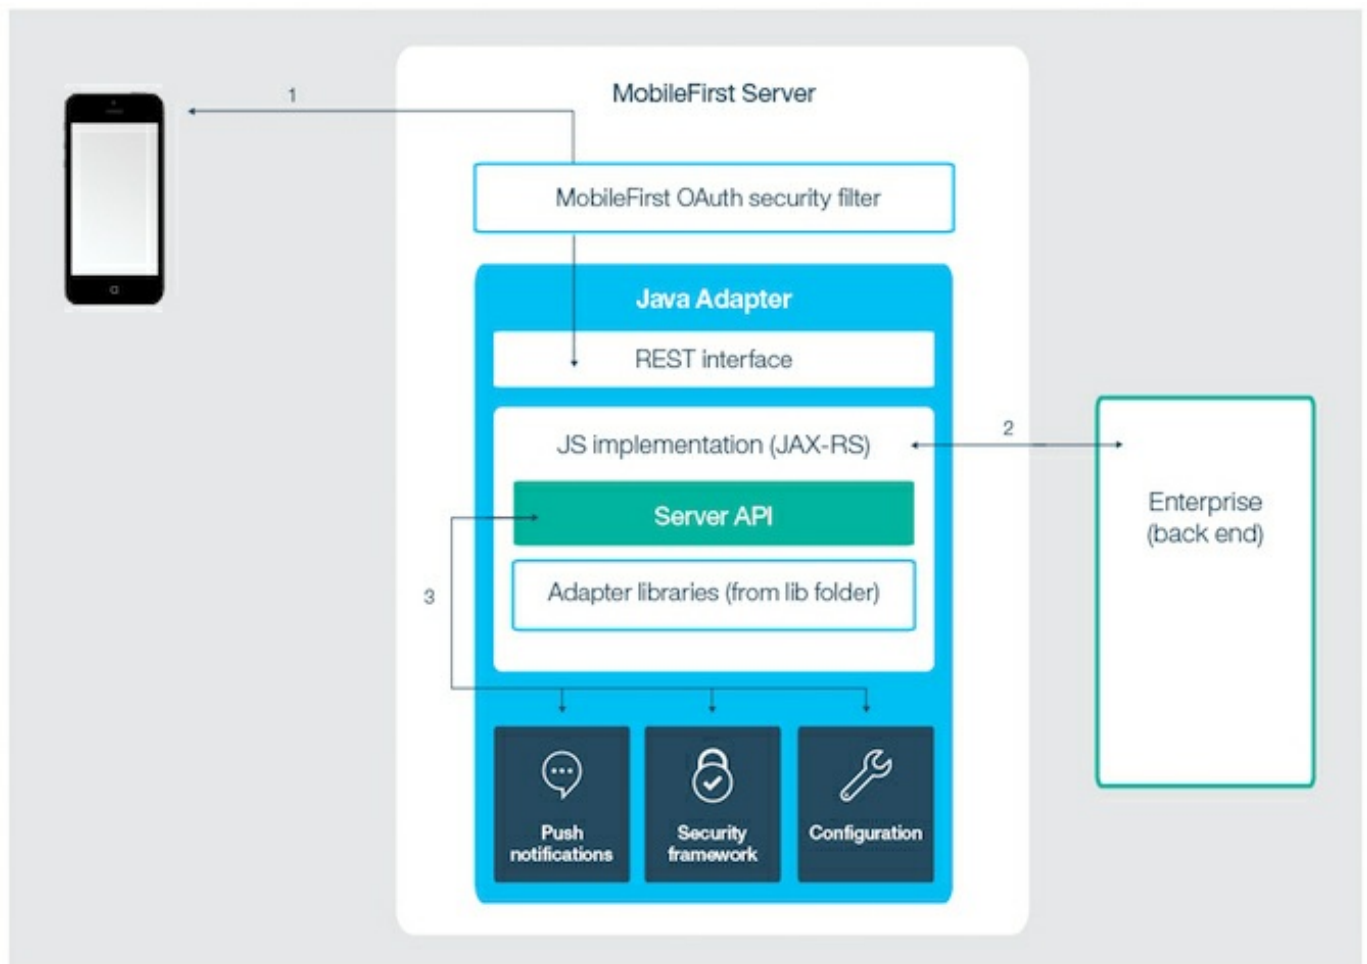 MobileFirst Server
1
MobileFirst OAuth security filter
Java Adapter
REST interface
JS implementation (JAX-RS)
2
Server API
Enterprise
(back end)
3
Adapter libraries (from lib folder)
Push
notifications
Security
framework
Configuration